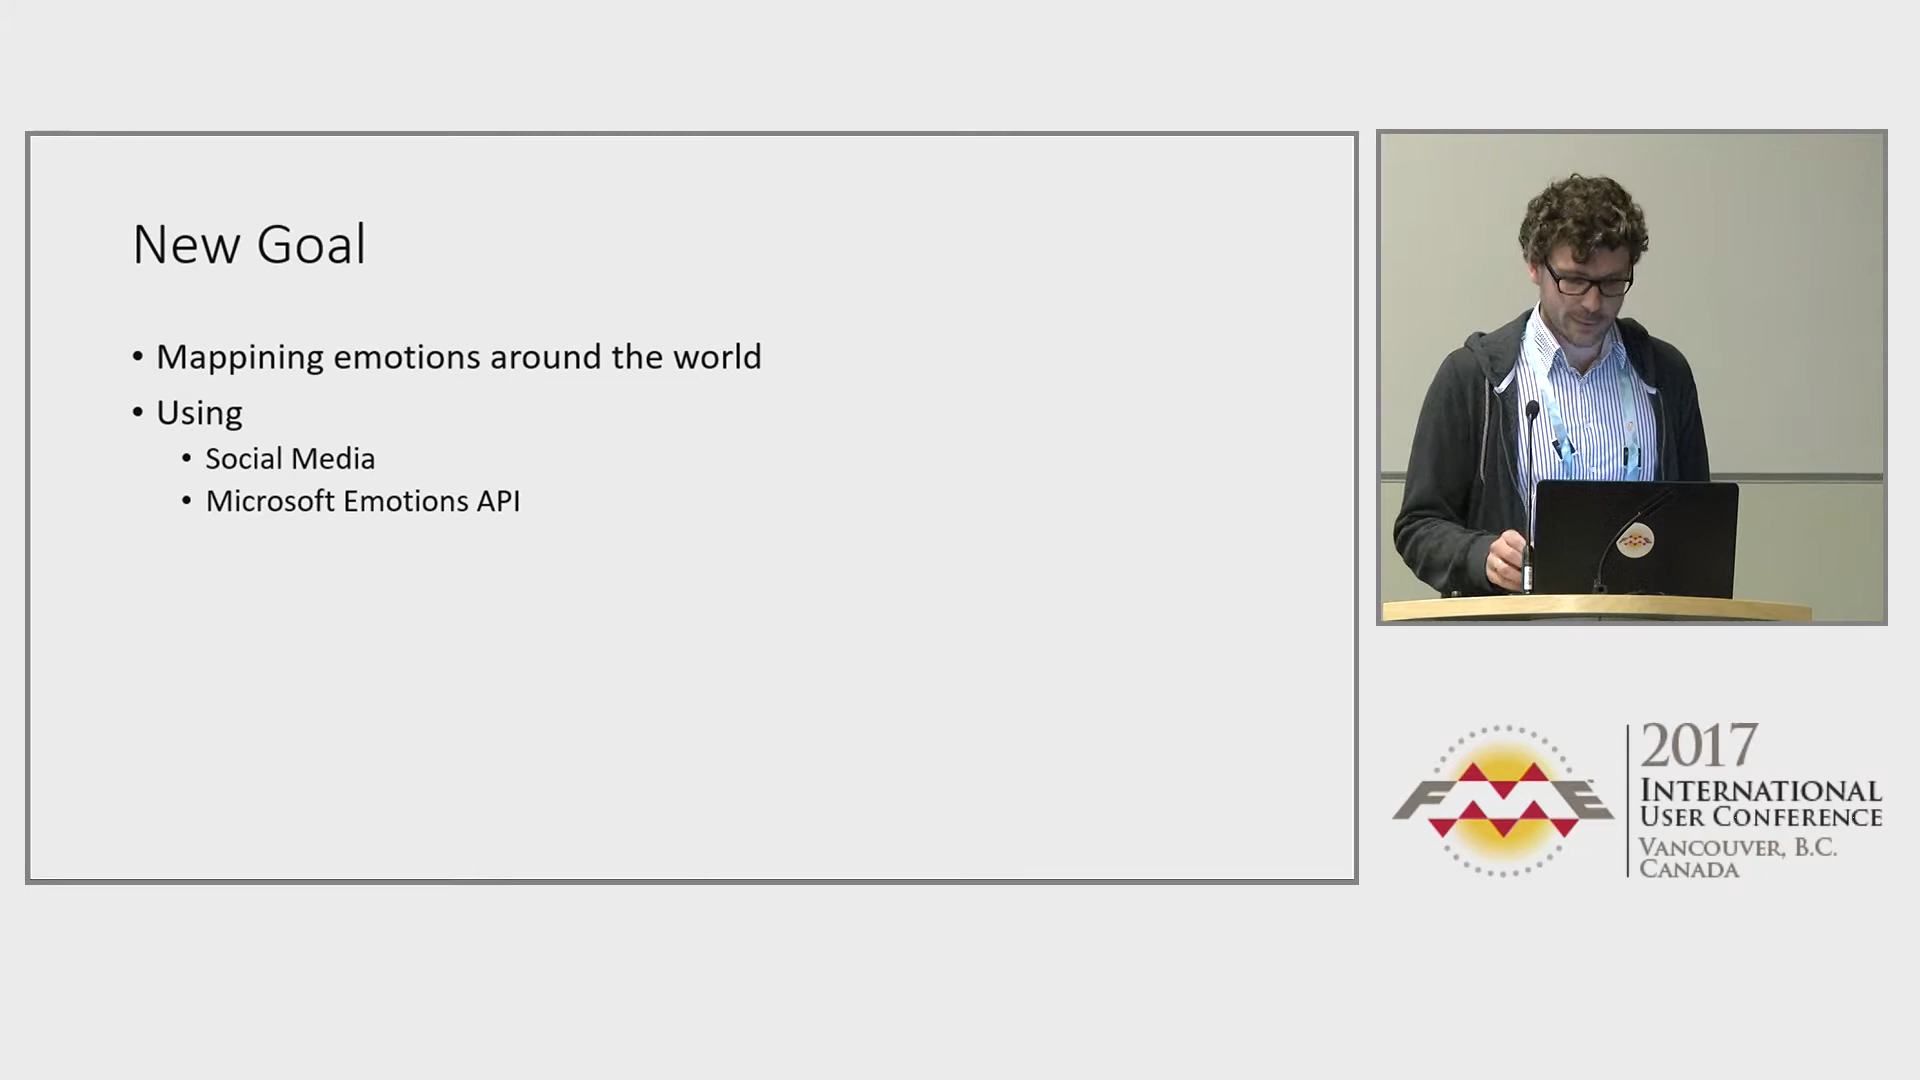 New Goal
• Mappining emotions around the world
• Using
• Social Media
• Microsoft Emotions API
FME
2017
INTERNATIONAL
USER CONFERENCE
VANCOUVER, B.C.
CANADA